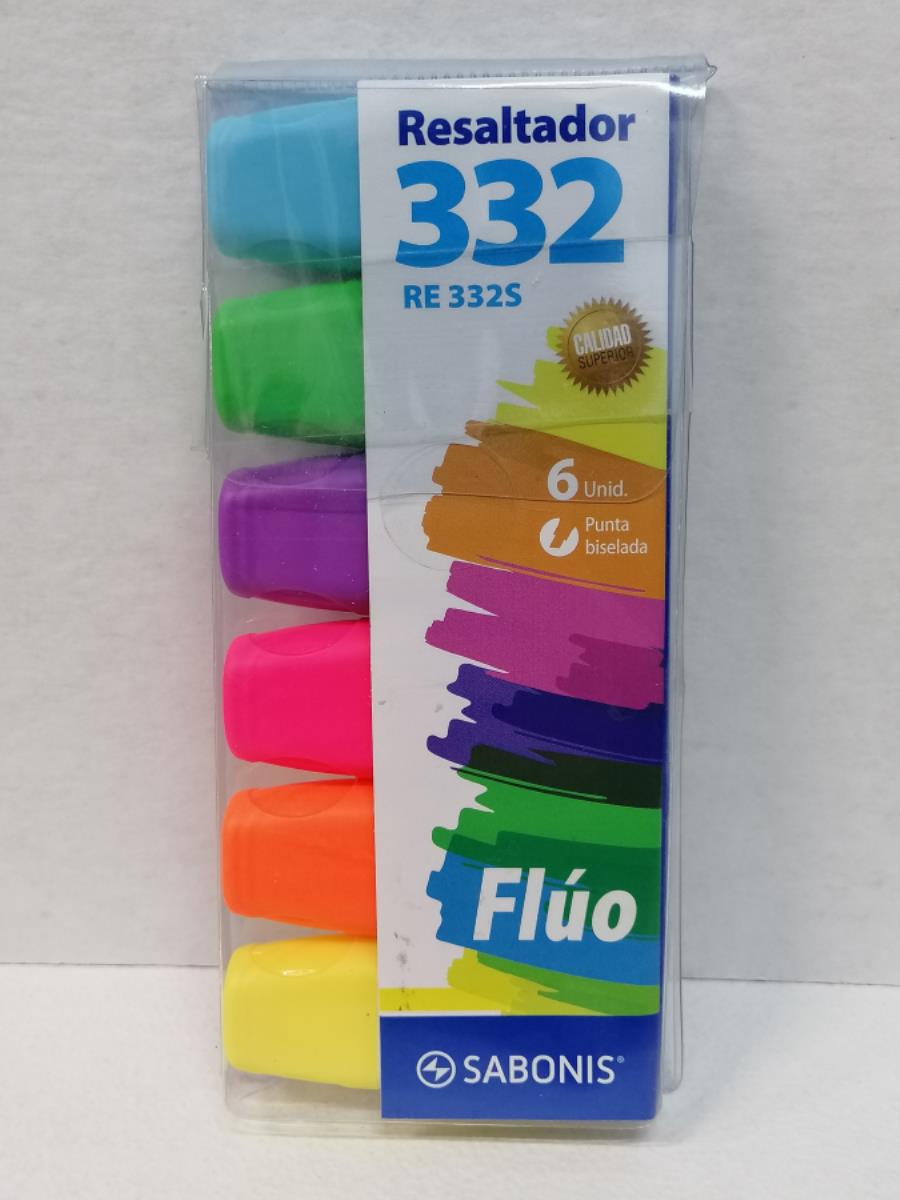 Resaltador
332
RE 332S
CALIDAD
SUPERIOR
6 Unid.
Punta
biselada
Flúo
SABONIS®